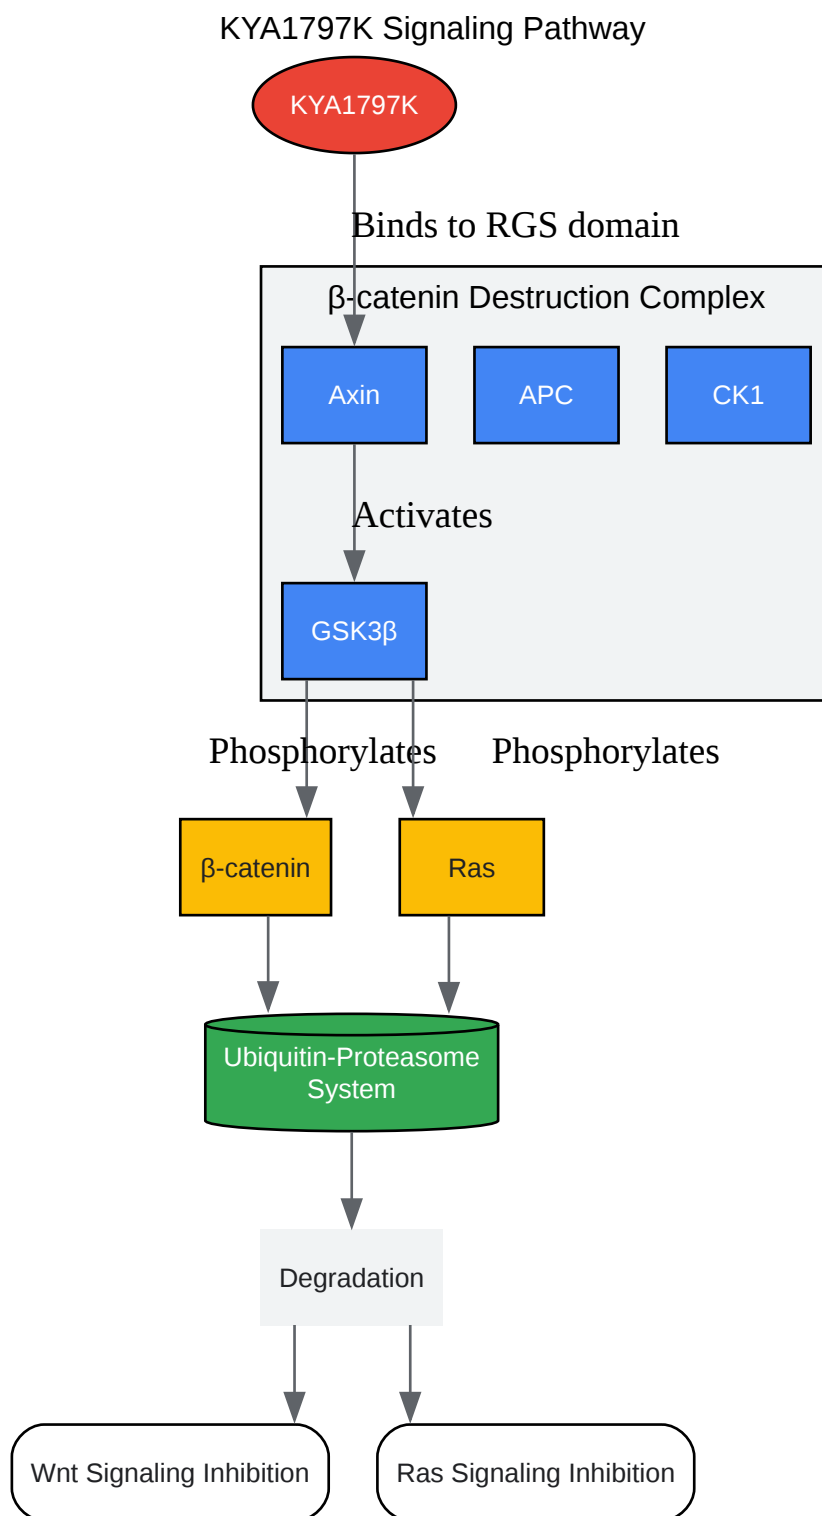 KYA1797K Signaling Pathway
KYA1797K
Binds to RGS domain
β-catenin Destruction Complex
Axin
APC
CK1
Activates
GSK3β
Phosphorylates
Phosphorylates
β-catenin
Ras
Ubiquitin-Proteasome
System
Degradation
Wnt Signaling Inhibition
Ras Signaling Inhibition